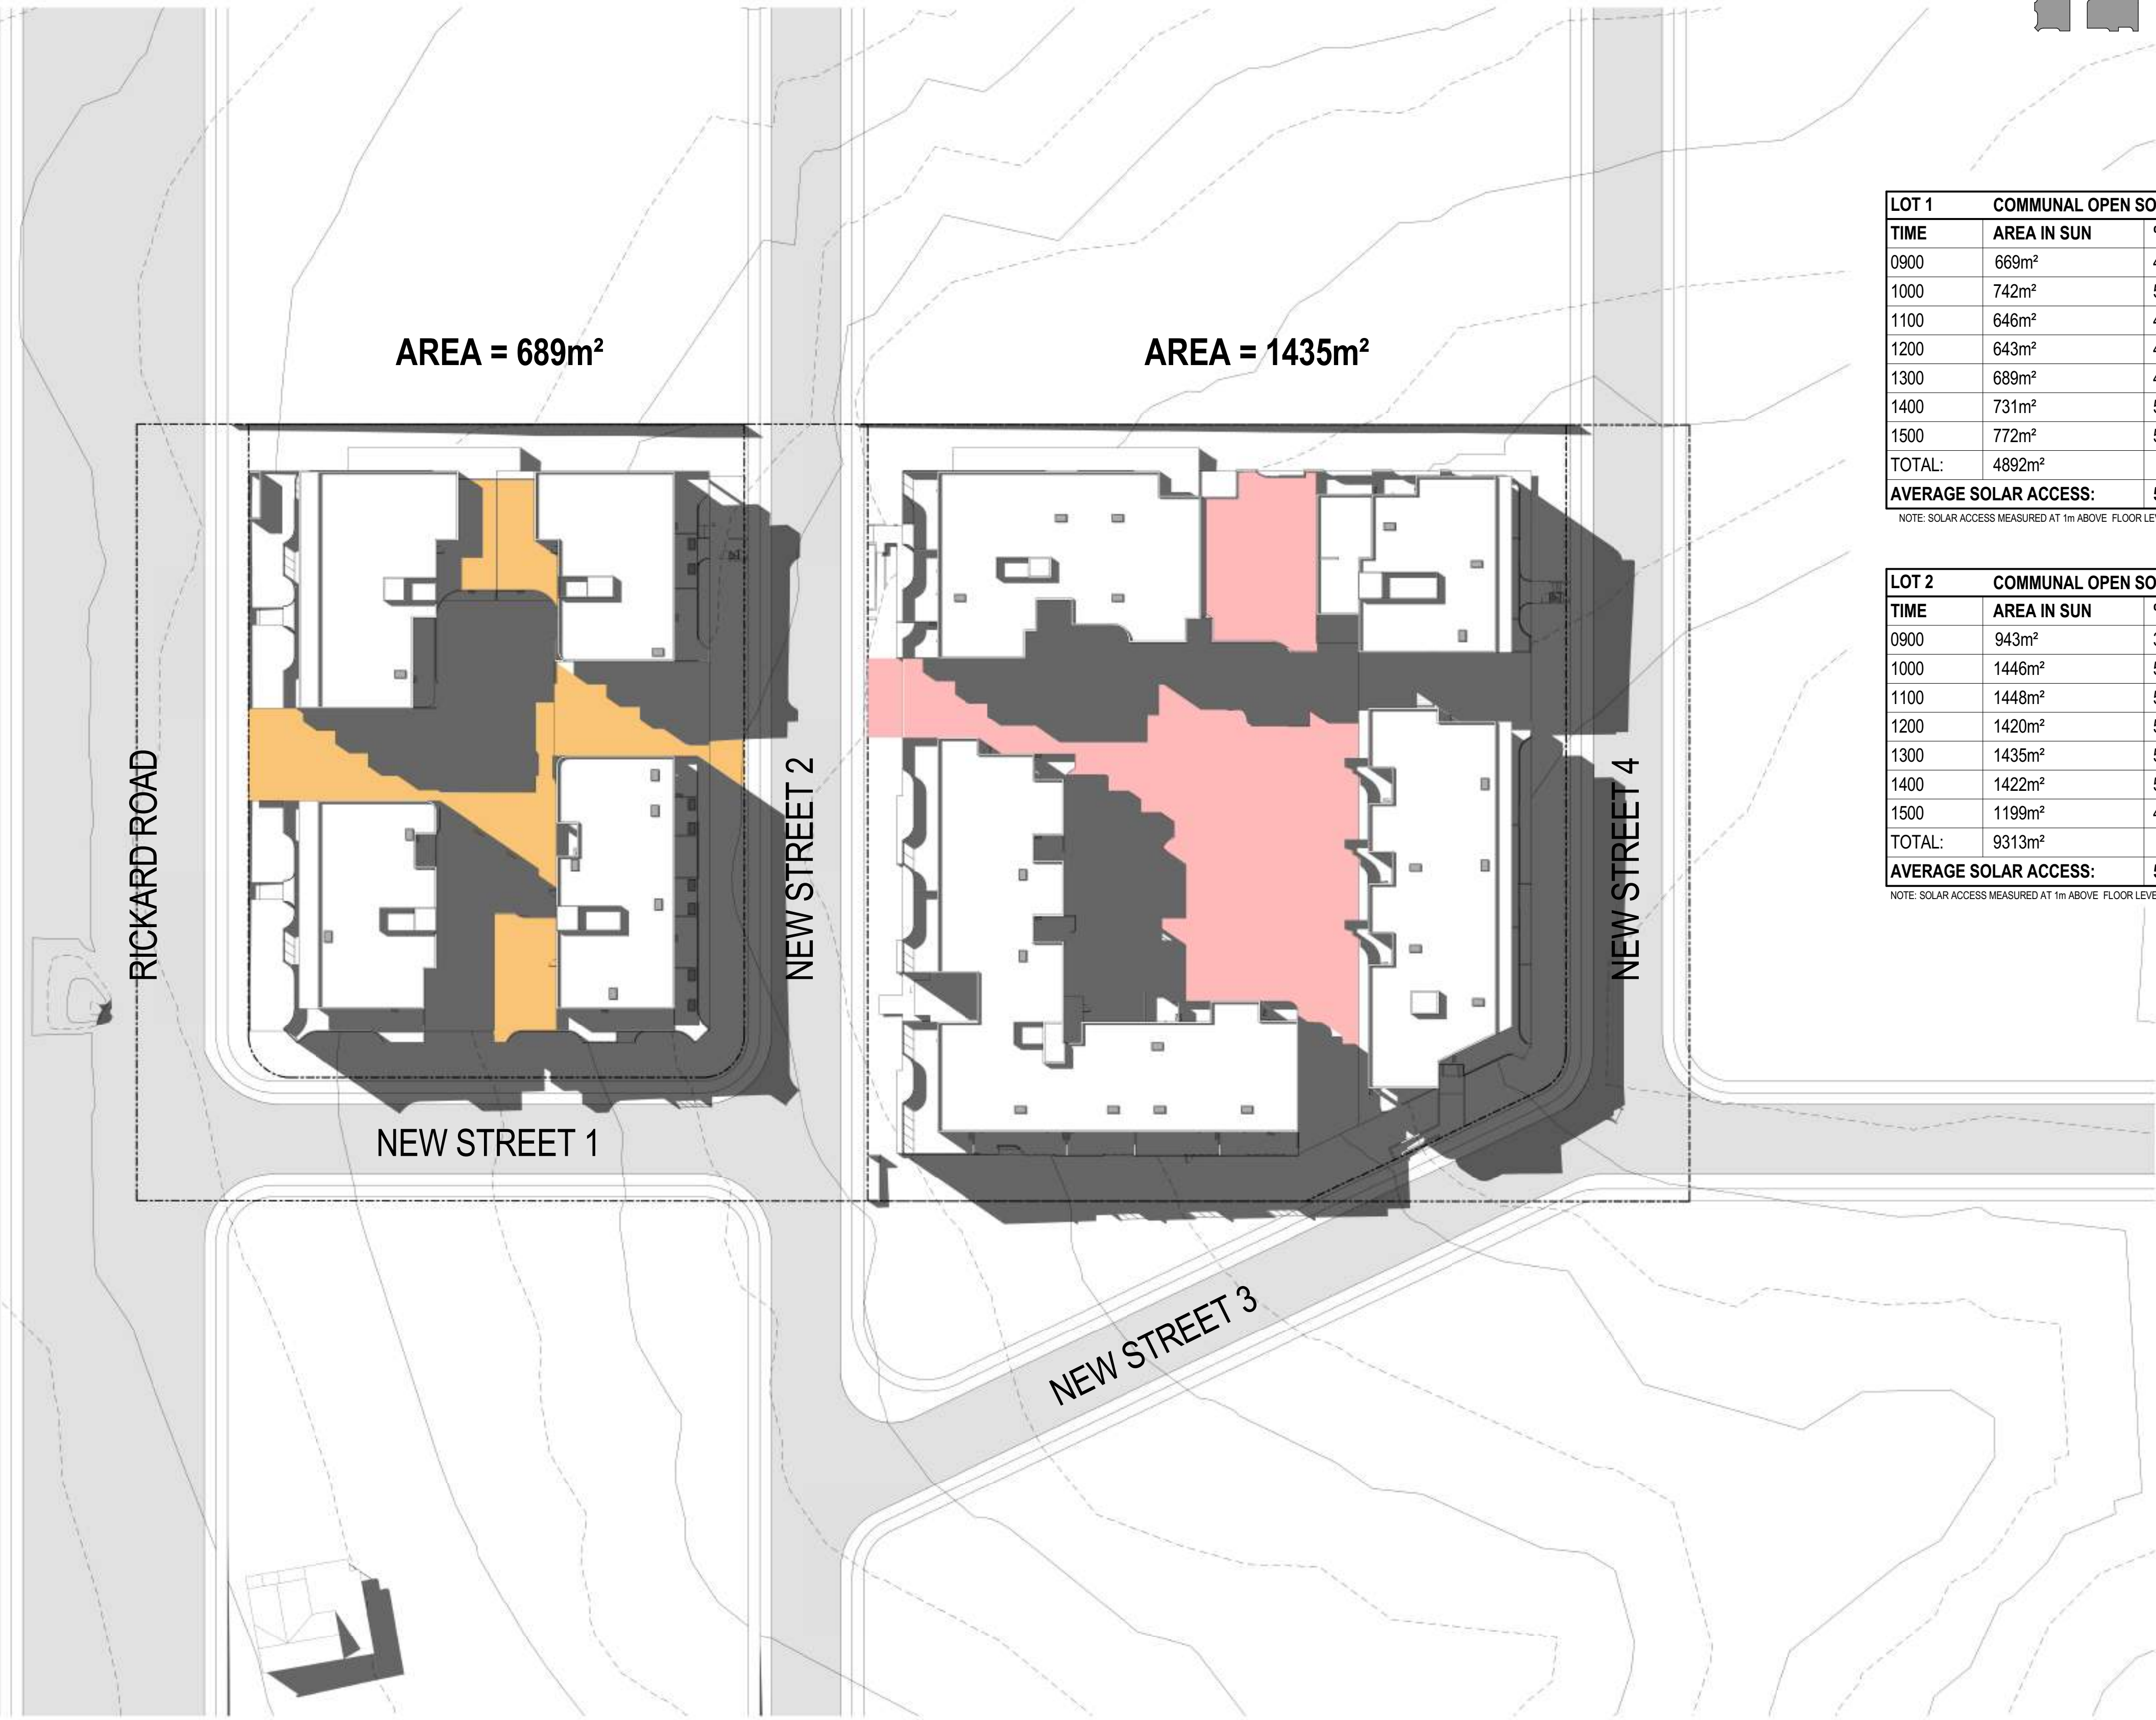 AREA = 689m²
AREA = 1435m²
RICKARD ROAD
NEW STREET 2
NEW STREET 4
NEW STREET 1
NEW STREET 3
LOT 1 COMMUNAL OPEN
TIME AREA IN SUN
0900 669m²
1000 742m²
1100 646m²
1200 643m²
1300 689m²
1400 731m²
1500 772m²
TOTAL: 4892m²
AVERAGE SOLAR ACCESS:
NOTE: SOLAR ACCESS MEASURED AT 1m ABOVE FLOOR
LOT 2 COMMUNAL OPEN
TIME AREA IN SUN
0900 943m²
1000 1446m²
1100 1448m²
1200 1420m²
1300 1435m²
1400 1422m²
1500 1199m²
TOTAL: 9313m²
AVERAGE SOLAR ACCESS:
NOTE: SOLAR ACCESS MEASURED AT 1m ABOVE FLOOR